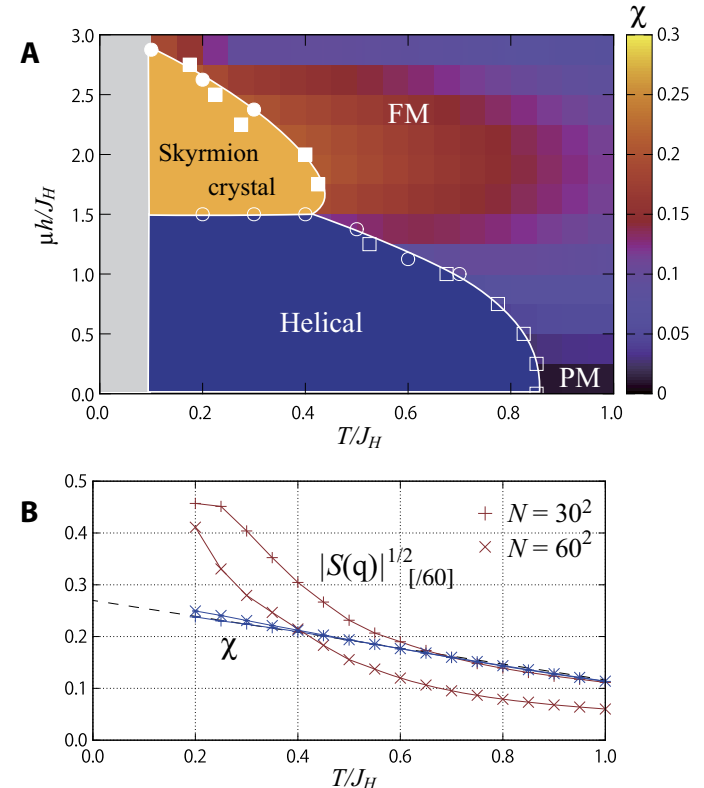 A
χ
3.0
2.5
2.0
1.5
1.0
0.5
0.0
μh/J_H
Skyrmion
crystal
FM
Helical
PM
0.3
0.25
0.2
0.15
0.1
0.05
0
0.0 0.2 0.4 0.6 0.8 1.0
T/J_H
B
0.5
0.4
0.3
0.2
0.1
0.0
N = 30²
N = 60²
|S(q)|^{1/2} [/60]
χ
0.0 0.2 0.4 0.6 0.8 1.0
T/J_H